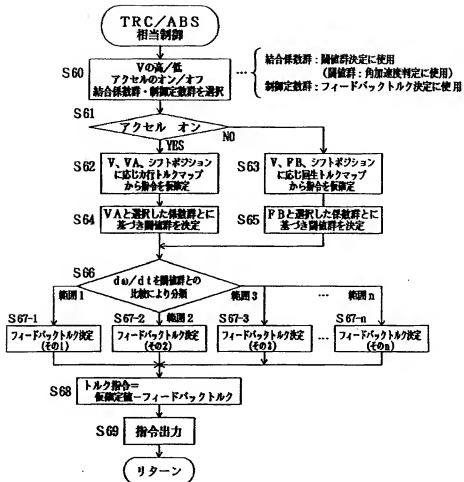 TRC/ABS
相当制御
S60
Vの高/低
アクセルのオン/オフ
結合係数群・制御定数群を選択
…
結合係数群:閾値群決定に使用
(閾値群:角加速度判定に使用)
制御定数群:フィードバックトルク決定に使用
S61
アクセル オン
YES
NO
S62
V、VA、シフトポジション
に応じ力行トルクマップ
から指令を仮確定
S63
V、FB、シフトポジション
に応じ回生トルクマップ
から指令を仮確定
S64
VAと選択した係数群とに
基づき閾値群を決定
S65
FBと選択した係数群とに
基づき閾値群を決定
S66
dω/dtを閾値群との
比較により分類
範囲1
範囲2
範囲3
…
範囲n
S67-1
フィードバックトルク決定
(その1)
S67-2
フィードバックトルク決定
(その2)
S67-3
フィードバックトルク決定
(その3)
…
S67-n
フィードバックトルク決定
(そのn)
S68
トルク指令=
仮確定値-フィードバックトルク
S69
指令出力
リターン